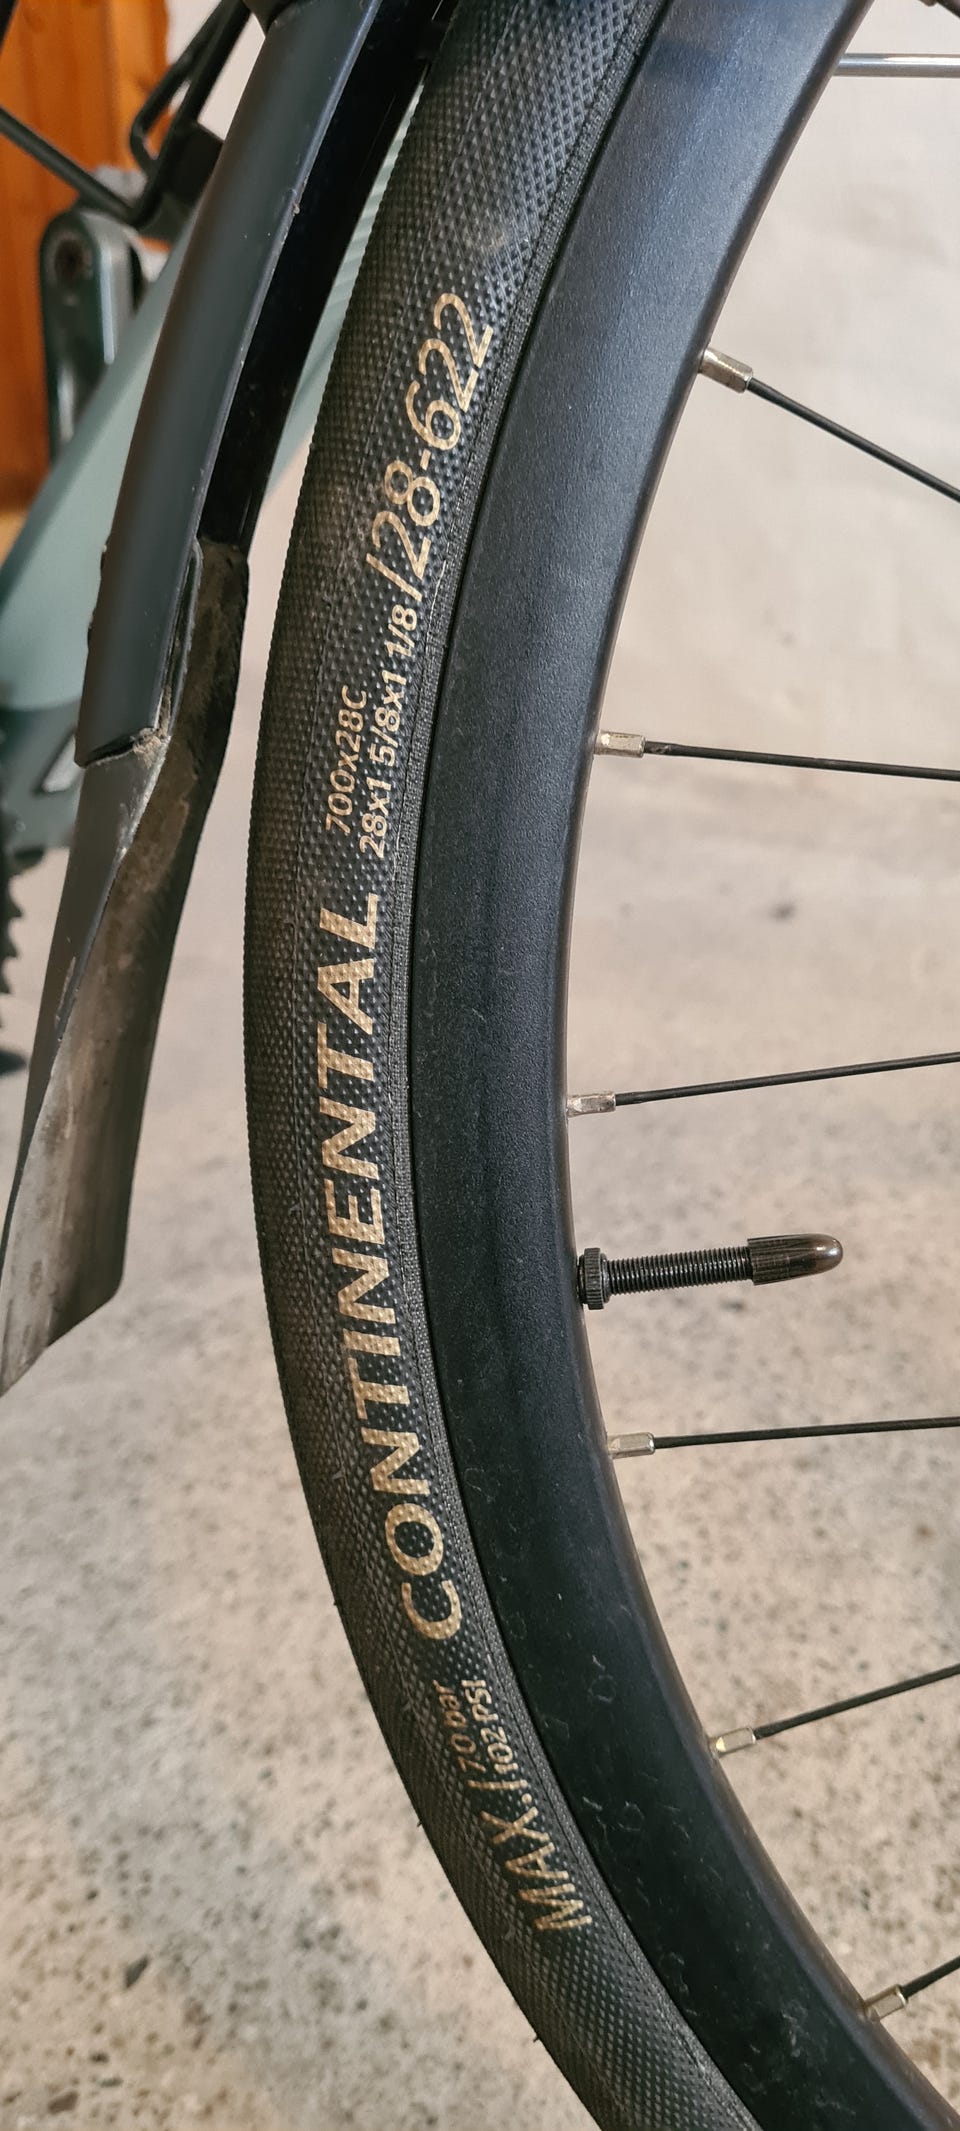 MAX./ 7.0 bar
102 PSI
CONTINENTAL
700x28C
28x1 5/8x1 1/8
/28-622